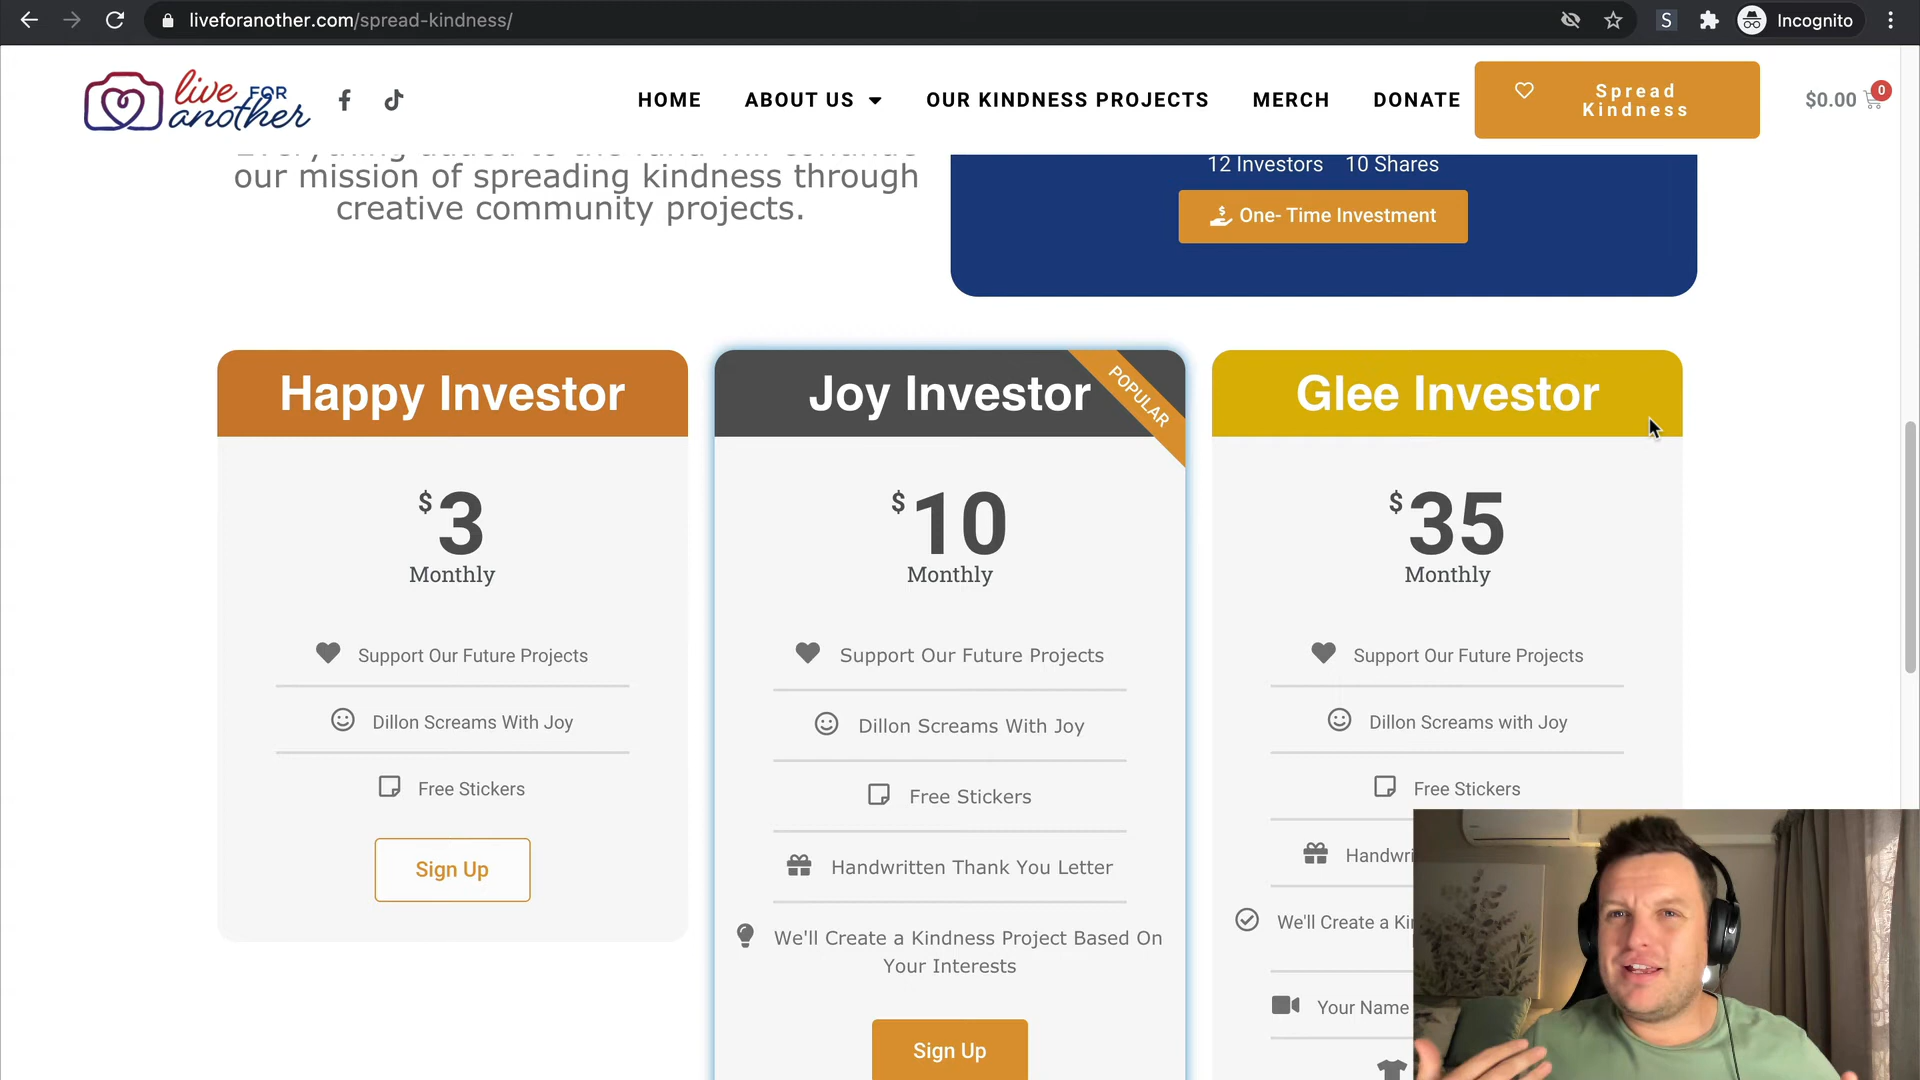 liveforanother.com/spread-kindness/
S
Incognito
live FOR another
HOME
ABOUT US
OUR KINDNESS PROJECTS
MERCH
DONATE
Spread
Kindness
$0.00
0
our mission of spreading kindness through
creative community projects.
12 Investors 10 Shares
One- Time Investment
Happy Investor
$3
Monthly
Support Our Future Projects
Dillon Screams With Joy
Free Stickers
Sign Up
Joy Investor
POPULAR
$10
Monthly
Support Our Future Projects
Dillon Screams With Joy
Free Stickers
Handwritten Thank You Letter
We'll Create a Kindness Project Based On
Your Interests
Sign Up
Glee Investor
$35
Monthly
Support Our Future Projects
Dillon Screams with Joy
Free Stickers
Handwri
We'll Create a Ki
Your Name